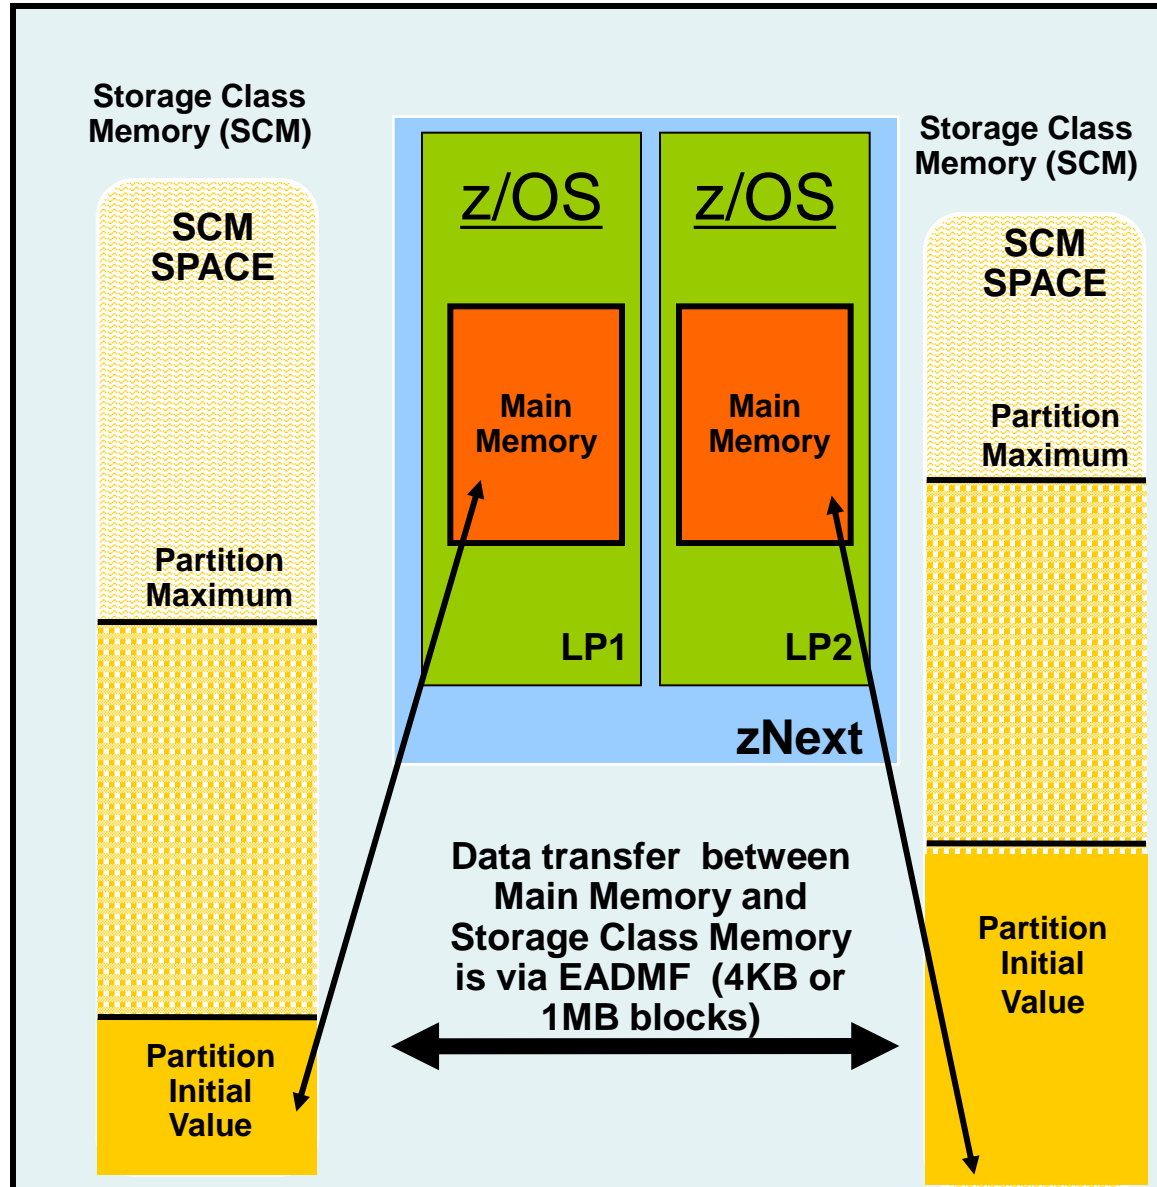 Storage Class
Memory (SCM)
SCM
SPACE
Partition
Maximum
Partition
Initial
Value
z/OS
Main
Memory
LP1
z/OS
Main
Memory
LP2
zNext
Data transfer between
Main Memory and
Storage Class Memory
is via EADMF (4KB or
1MB blocks)
Storage Class
Memory (SCM)
SCM
SPACE
Partition
Maximum
Partition
Initial
Value